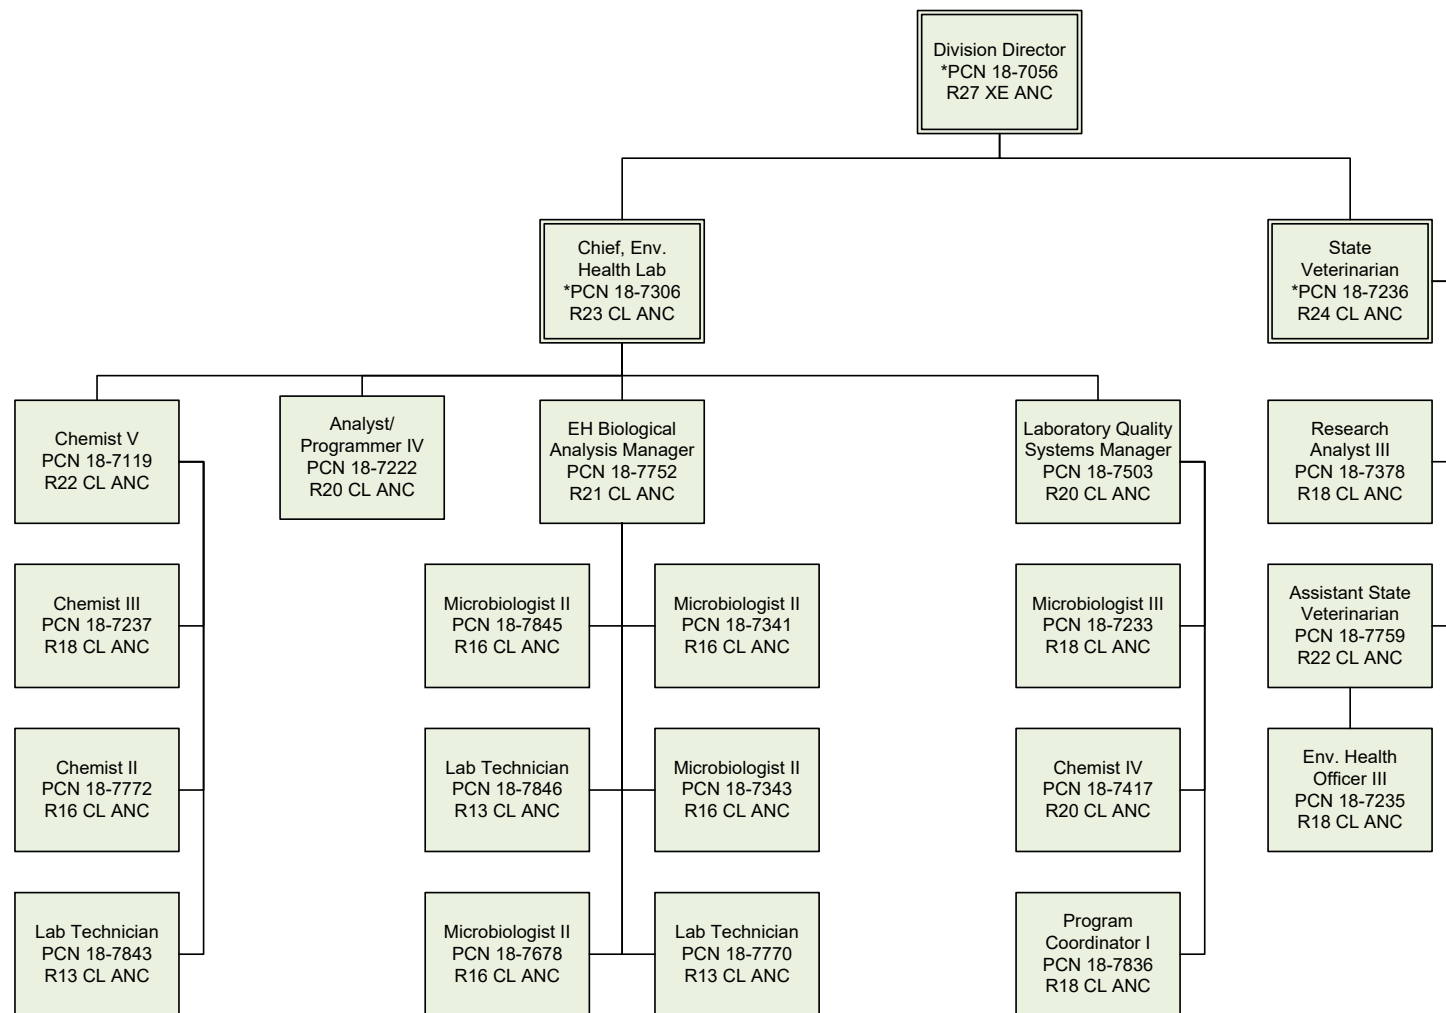 Division Director
*PCN 18-7056
R27 XE ANC
Chief, Env.
Health Lab
*PCN 18-7306
R23 CL ANC
State
Veterinarian
*PCN 18-7236
R24 CL ANC
Chemist V
PCN 18-7119
R22 CL ANC
Analyst/
Programmer IV
PCN 18-7222
R20 CL ANC
EH Biological
Analysis Manager
PCN 18-7752
R21 CL ANC
Laboratory Quality
Systems Manager
PCN 18-7503
R20 CL ANC
Research
Analyst III
PCN 18-7378
R18 CL ANC
Chemist III
PCN 18-7237
R18 CL ANC
Microbiologist II
PCN 18-7845
R16 CL ANC
Microbiologist II
PCN 18-7341
R16 CL ANC
Microbiologist III
PCN 18-7233
R18 CL ANC
Assistant State
Veterinarian
PCN 18-7759
R22 CL ANC
Chemist II
PCN 18-7772
R16 CL ANC
Lab Technician
PCN 18-7846
R13 CL ANC
Microbiologist II
PCN 18-7343
R16 CL ANC
Chemist IV
PCN 18-7417
R20 CL ANC
Env. Health
Officer III
PCN 18-7235
R18 CL ANC
Lab Technician
PCN 18-7843
R13 CL ANC
Microbiologist II
PCN 18-7678
R16 CL ANC
Lab Technician
PCN 18-7770
R13 CL ANC
Program
Coordinator I
PCN 18-7836
R18 CL ANC